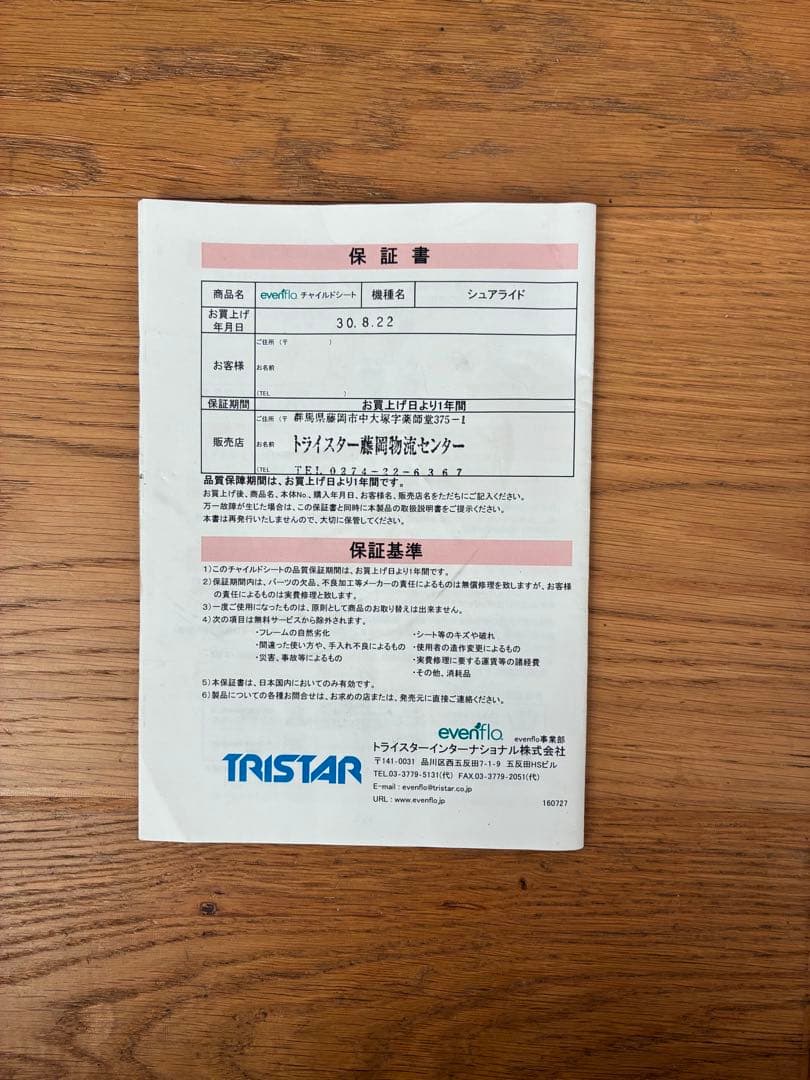 保証書
商品名 evenflo チャイルドシート 機種名 シュアライド
お買上げ年月日 30.8.22
お客様
ご住所 (〒 )
お名前
(TEL )
保証期間 お買上げ日より1年間
販売店
ご住所 (〒 群馬県藤岡市中大塚字薬師堂375-1
お名前 トライスター藤岡物流センター
(TEL TEL 0274-22-6367
品質保障期間は、お買上げ日より1年間です。
お買上げ後、商品名、本体No.、購入年月日、お客様名、販売店名をただちにご記入ください。
万一故障が生じた場合は、この保証書と同時に本製品の取扱説明書をご提示ください。
本書は再発行いたしませんので、大切に保管してください。
保証基準
1)このチャイルドシートの品質保証期間は、お買上げ日より1年間です。
2)保証期間内は、パーツの欠品、不良加工等メーカーの責任によるものは無償修理を致しますが、お客様
の責任によるものは実費修理と致します。
3)一度ご使用になったものは、原則として商品のお取り替えは出来ません。
4)次の項目は無料サービスから除外されます。
・フレームの自然劣化
・間違った使い方や、手入れ不良によるもの
・災害、事故等によるもの
・シート等のキズや破れ
・使用者の造作変更によるもの
・実費修理に要する運賃等の諸経費
・その他、消耗品
5)本保証書は、日本国内においてのみ有効です。
6)製品についての各種お問合せは、お求めの店または、発売元に直接ご連絡ください。
TRISTAR
evenflo. evenflo事業部
トライスターインターナショナル株式会社
〒141-0031 品川区西五反田7-1-9 五反田HSビル
TEL.03-3779-5131(代) FAX.03-3779-2051(代)
E-mail : evenflo@tristar.co.jp
URL : www.evenflo.jp
160727